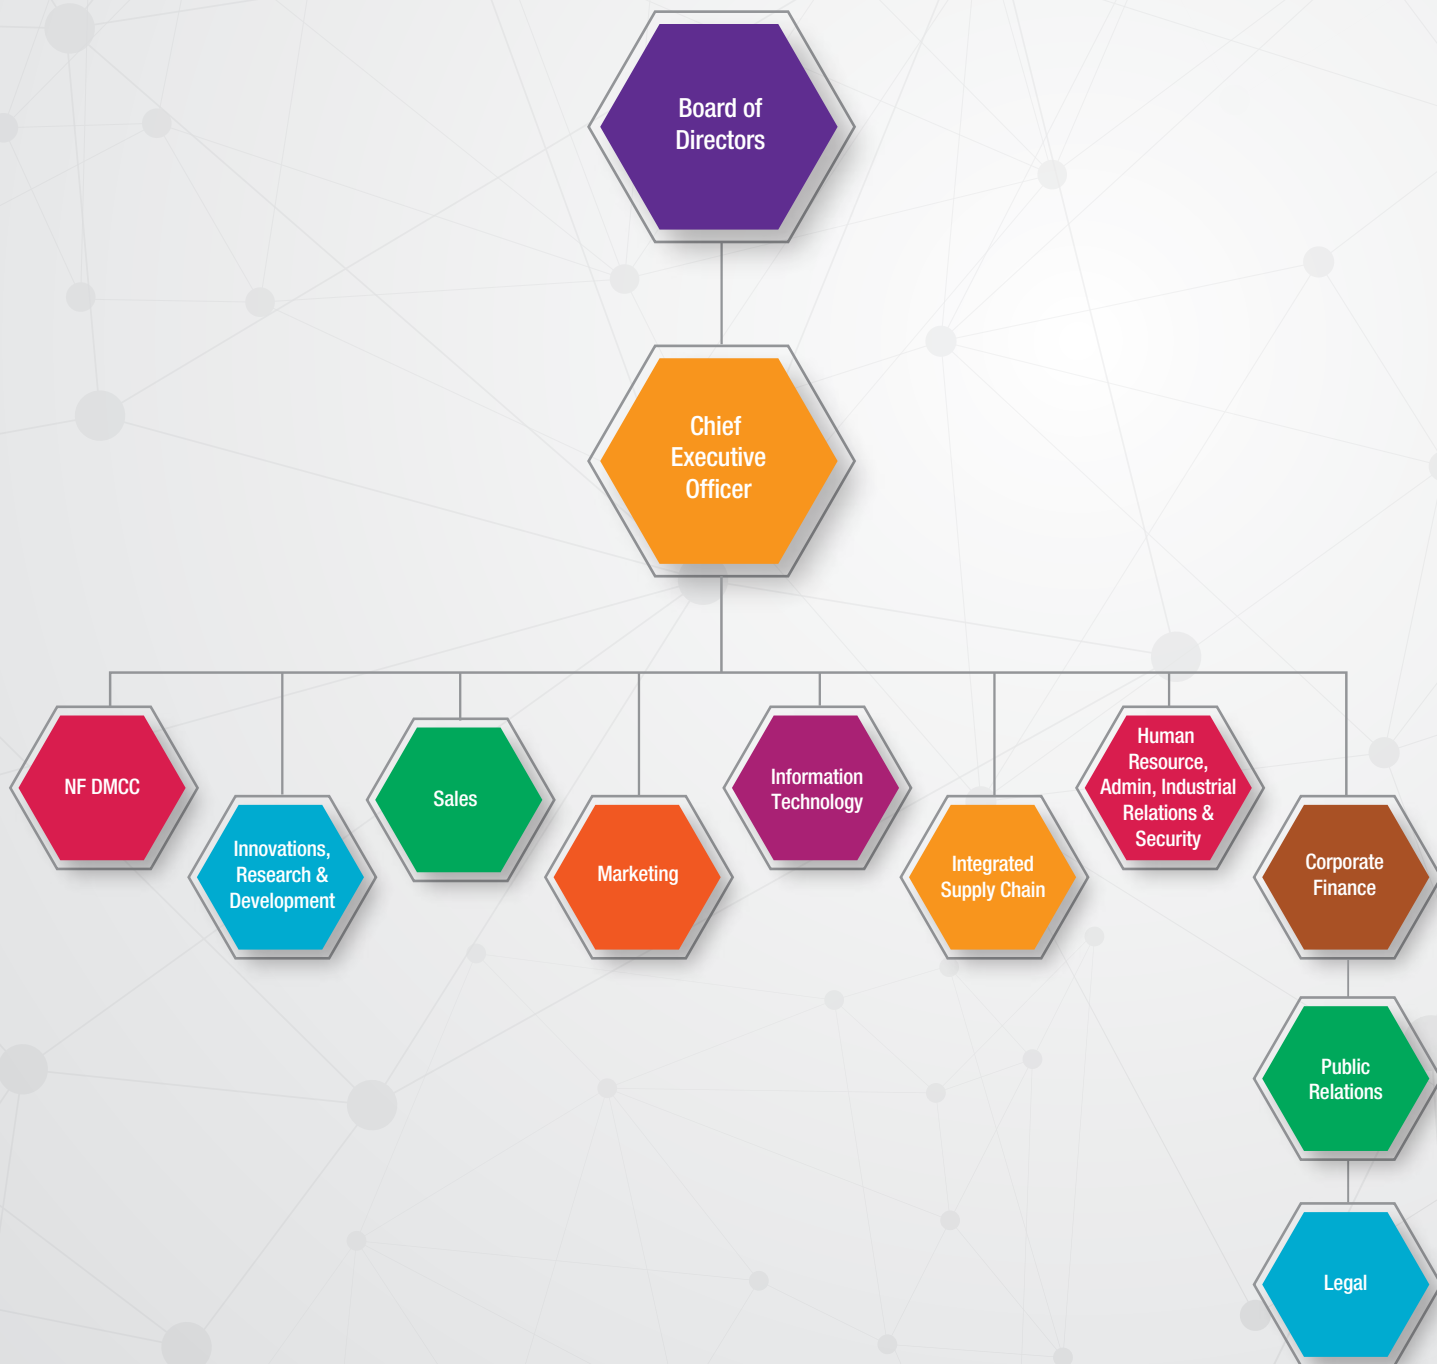 Board of
Directors
Chief
Executive
Officer
NF DMCC
Innovations,
Research &
Development
Sales
Marketing
Information
Technology
Integrated
Supply Chain
Human
Resource,
Admin, Industrial
Relations &
Security
Corporate
Finance
Public
Relations
Legal